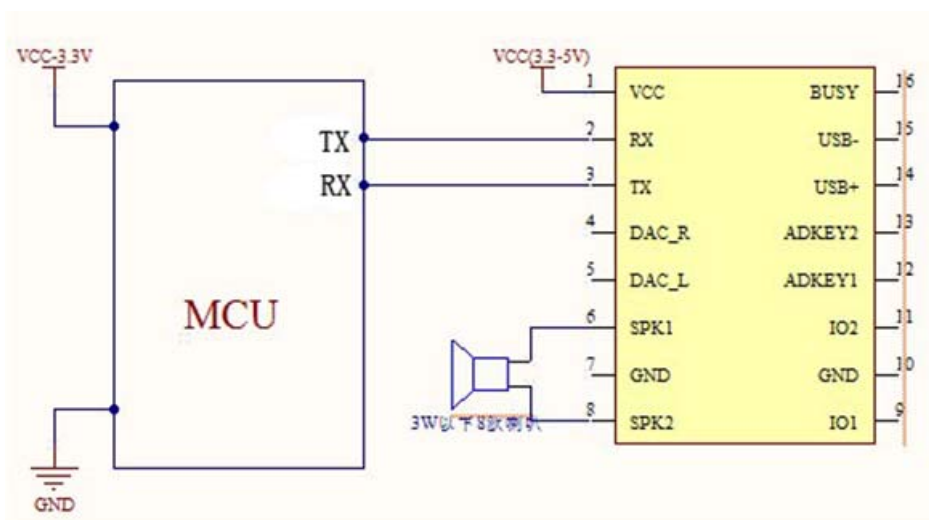 VCC-3.3V
TX
RX
MCU
GND
VCC(3.3-5V)
1 VCC
2 RX
3 TX
4 DAC_R
5 DAC_L
6 SPK1
7 GND
8 SPK2
3W以下8欧喇叭
BUSY 16
USB- 15
USB+ 14
ADKEY2 13
ADKEY1 12
IO2 11
GND 10
IO1 9